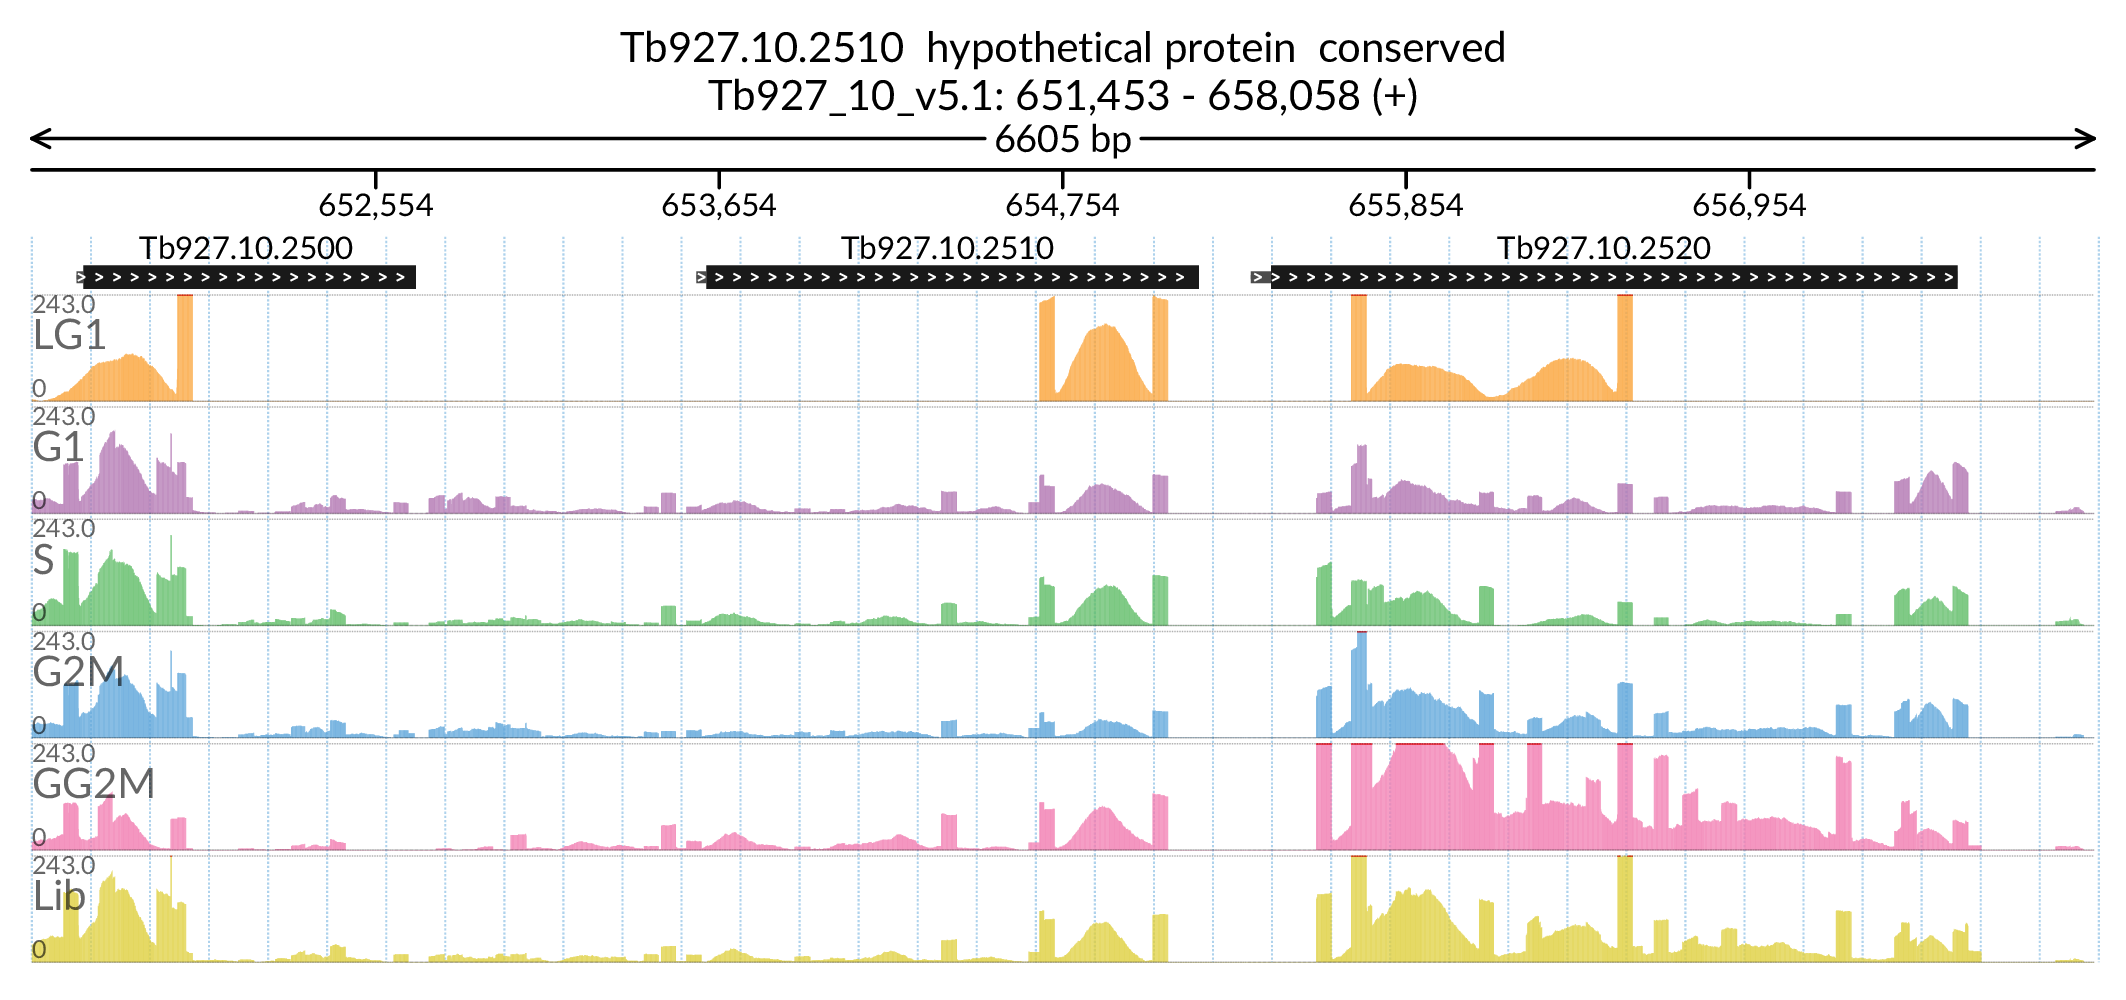 Tb927.10.2510 hypothetical protein conserved
Tb927_10_v5.1: 651,453 - 658,058 (+)
6605 bp
652,554 653,654 654,754 655,854 656,954
Tb927.10.2500 Tb927.10.2510 Tb927.10.2520
243.0
LG1
0
243.0
G1
0
243.0
S
0
243.0
G2M
0
243.0
GG2M
0
243.0
Lib
0